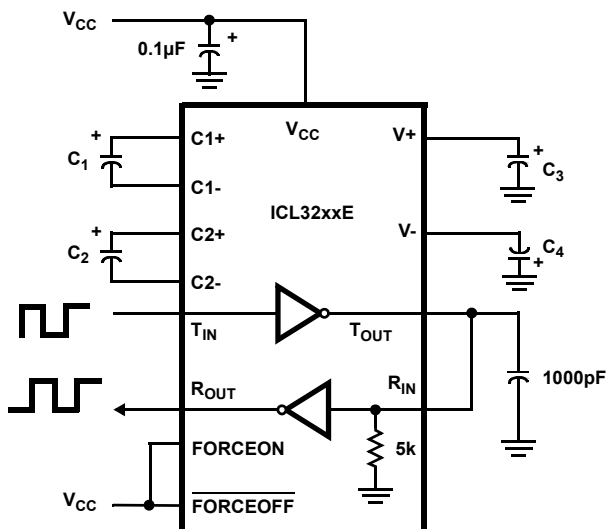 VCC
0.1µF
+
VCC
C1+
C1-
C2+
C2-
V+
V-
ICL32xxE
+
C1
+
C2
+
C3
C4
+
TIN
TOUT
ROUT
RIN
1000pF
5k
FORCEON
VCC
FORCEOFF